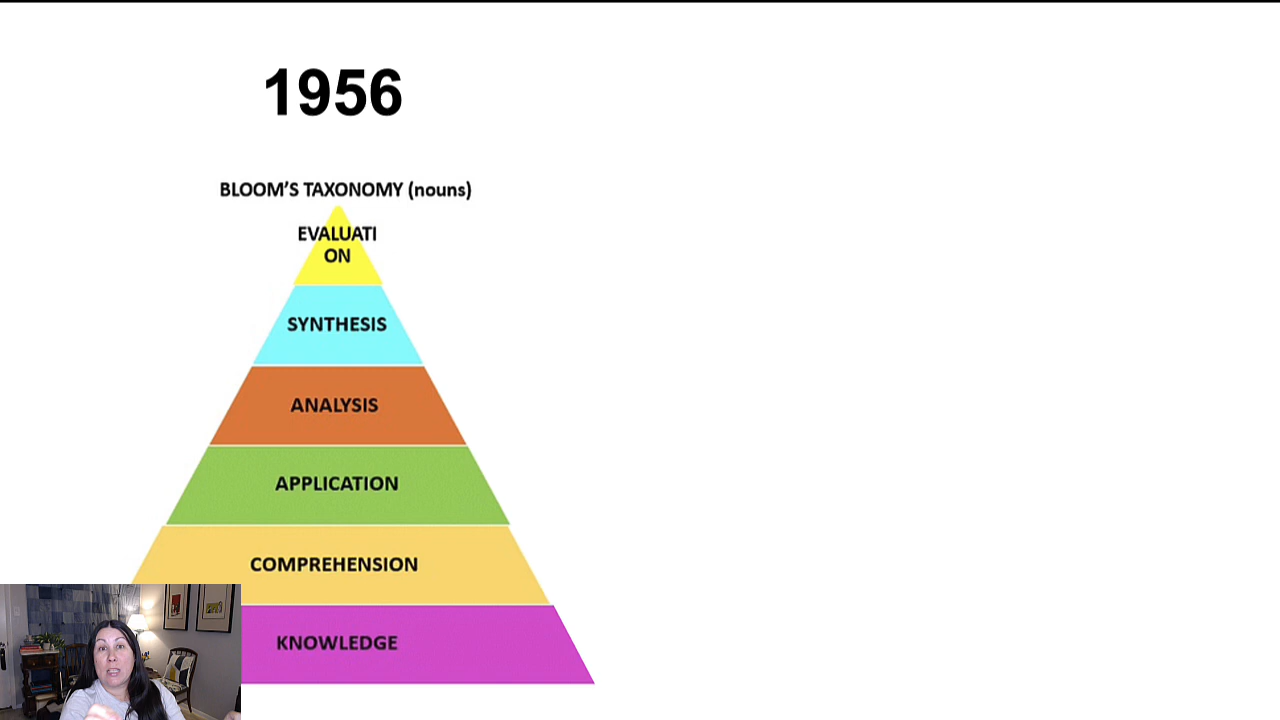 1956
BLOOM'S TAXONOMY (nouns)
EVALUATI
ON
SYNTHESIS
ANALYSIS
APPLICATION
COMPREHENSION
KNOWLEDGE